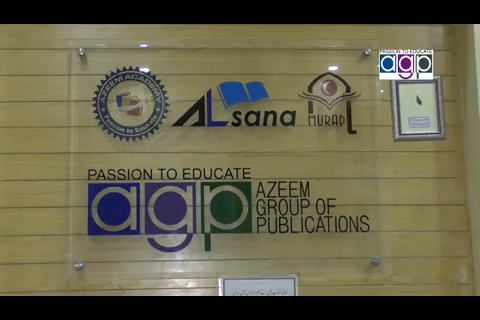 PASSION TO EDUCATE
agp
AZEEM ACADEMY
Passion to Educate
ALsana
MURAD
PASSION TO EDUCATE
agp
AZEEM
GROUP OF
PUBLICATIONS